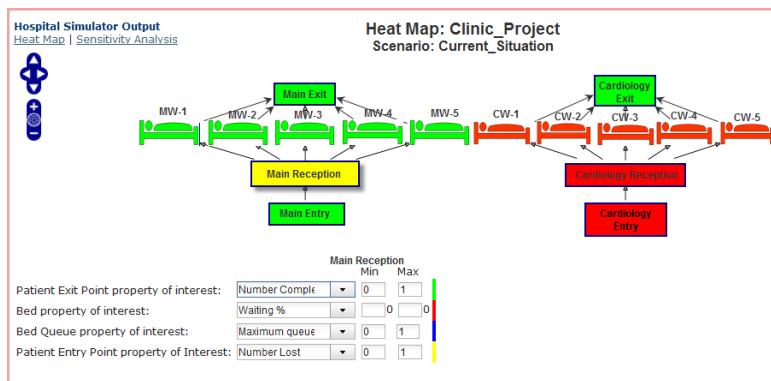 Hospital Simulator Output
Heat Map | Sensitivity Analysis
Heat Map: Clinic_Project
Scenario: Current_Situation
Main Exit
Cardiology
Exit
MW-1
MW-2
MW-3
MW-4
MW-5
CW-1
CW-2
CW-3
CW-4
CW-5
Main Reception
Cardiology Reception
Main Entry
Cardiology
Entry
Main Reception
Min Max
Patient Exit Point property of interest: Number Comple 0 1
Bed property of interest: Waiting % 0 0
Bed Queue property of interest: Maximum queue 0 1
Patient Entry Point property of Interest: Number Lost 0 1